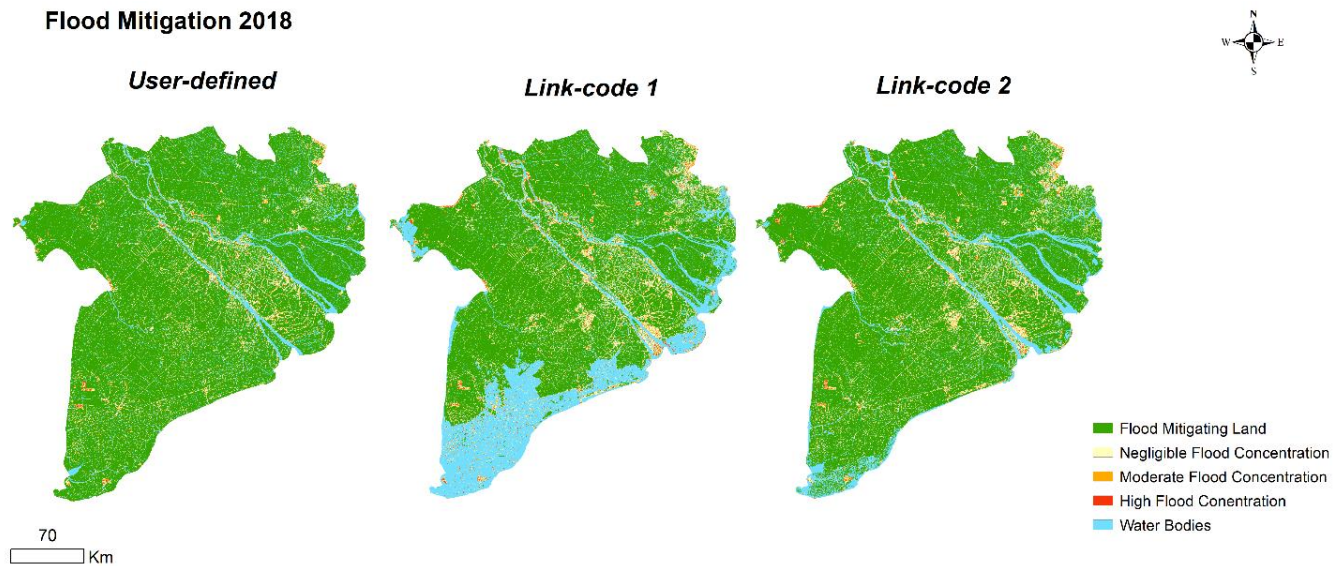 Flood Mitigation 2018
N
W E
S
User-defined
Link-code 1
Link-code 2
Flood Mitigating Land
Negligible Flood Concentration
Moderate Flood Concentration
High Flood Conentration
Water Bodies
70
Km